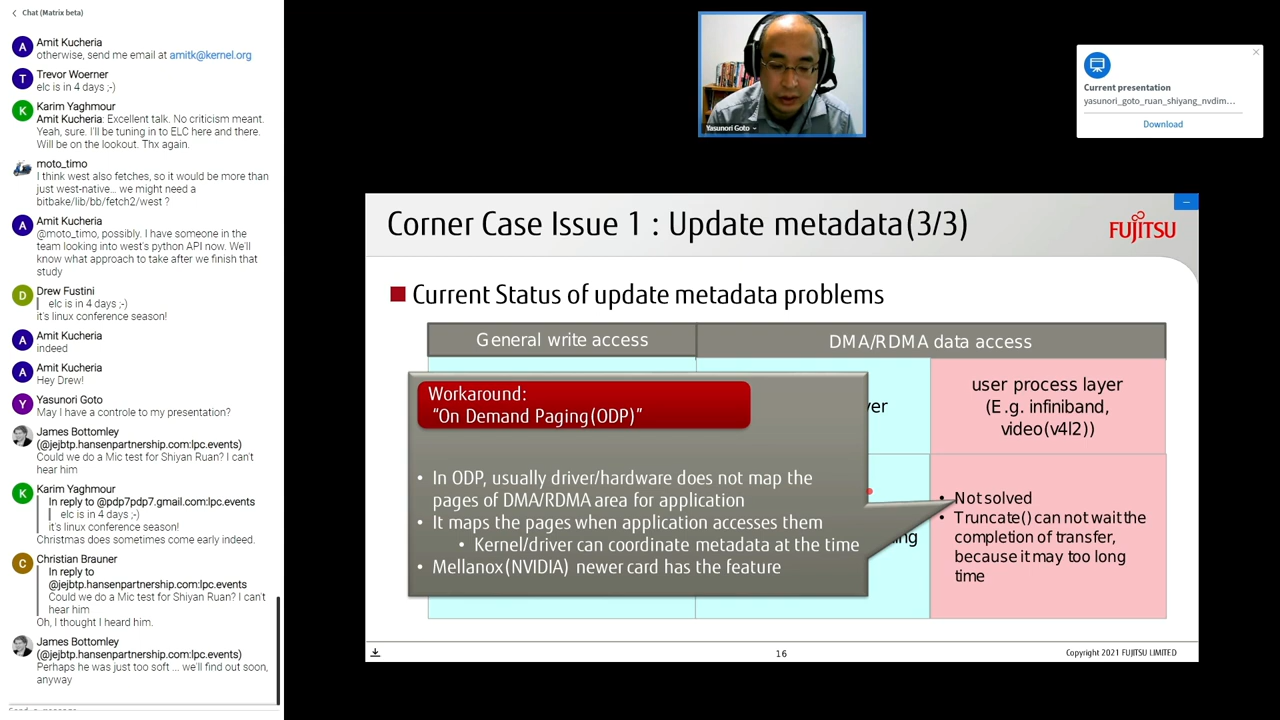 Chat (Matrix beta)
Amit Kucheria
otherwise, send me email at amitk@kernel.org
Trevor Woerner
elc is in 4 days ;-)
Karim Yaghmour
Amit Kucheria: Excellent talk. No criticism meant.
Yeah, sure. I'll be tuning in to ELC here and there.
Will be on the lookout. Thx again.
moto_timo
I think west also fetches, so it would be more than
just west-native... we might need a
bitbake/lib/bb/fetch2/west ?
Amit Kucheria
@moto_timo, possibly. I have someone in the
team looking into west's python API now. We'll
know what approach to take after we finish that
study
Drew Fustini
elc is in 4 days ;-)
it's linux conference season!
Amit Kucheria
indeed
Amit Kucheria
Hey Drew!
Yasunori Goto
May I have a controle to my presentation?
James Bottomley
(@jejbtp.hansenpartnership.com:lpc.events)
Could we do a Mic test for Shiyan Ruan? I can't
hear him
Karim Yaghmour
In reply to @pdp7pdp7.gmail.com:lpc.events
elc is in 4 days ;-)
it's linux conference season!
Christmas does sometimes come early indeed.
Christian Brauner
In reply to
@jejbtp.hansenpartnership.com:lpc.events
Could we do a Mic test for Shiyan Ruan? I can't
hear him
Oh, I thought I heard him.
James Bottomley
(@jejbtp.hansenpartnership.com:lpc.events)
Perhaps he was just too soft ... we'll find out soon,
anyway
Yasunori Goto
Current presentation
yasunori_goto_ruan_shiyang_nvdim...
Download
Corner Case Issue 1 : Update metadata(3/3)
FUJITSU
Current Status of update metadata problems
General write access
DMA/RDMA data access
user process layer
(E.g. infiniband,
video(v4l2))
Workaround:
"On Demand Paging(ODP)"
• In ODP, usually driver/hardware does not map the
pages of DMA/RDMA area for application
• It maps the pages when application accesses them
• Kernel/driver can coordinate metadata at the time
• Mellanox(NVIDIA) newer card has the feature
• Not solved
• Truncate() can not wait the
completion of transfer,
because it may too long
time
16
Copyright 2021 FUJITSU LIMITED